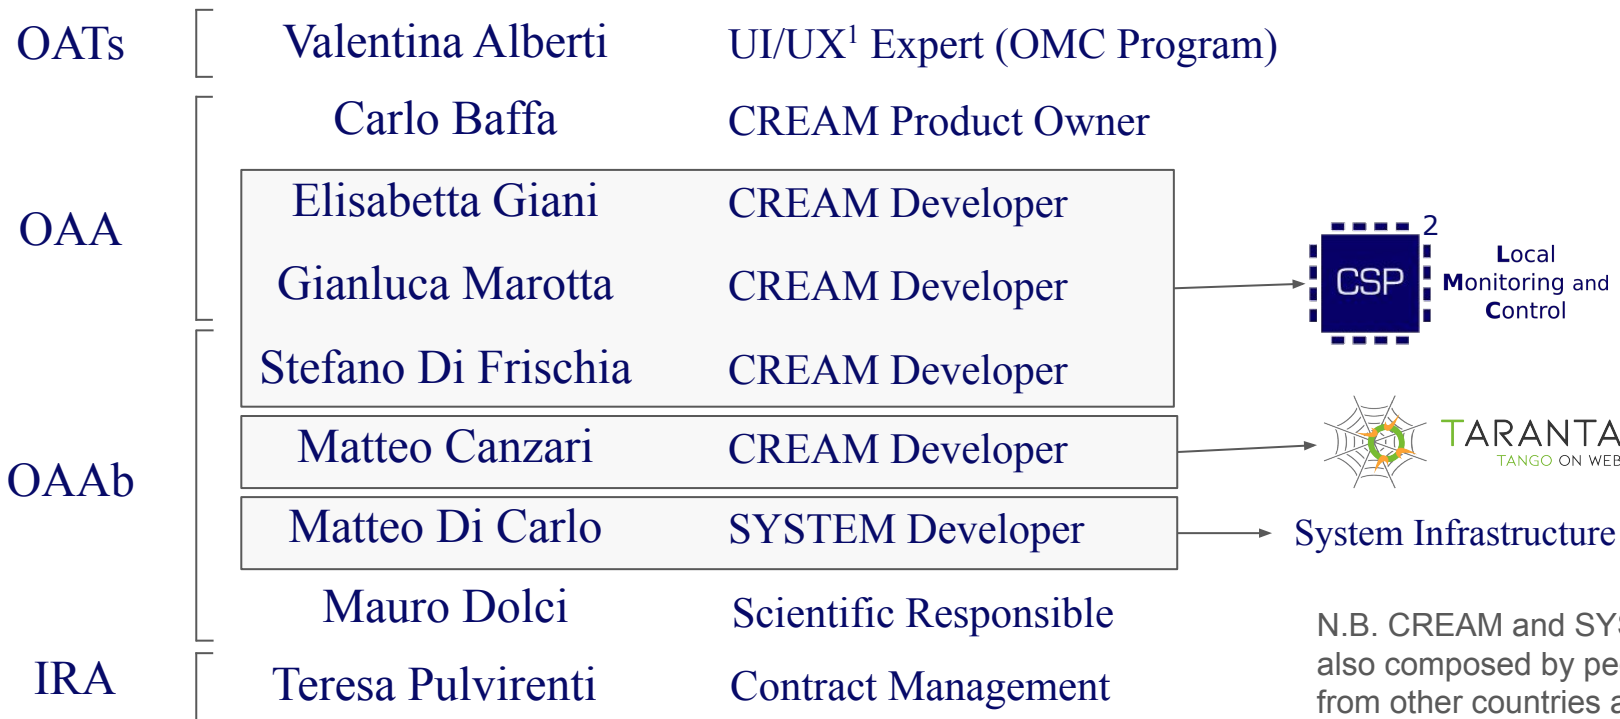 OATs
Valentina Alberti UI/UX¹ Expert (OMC Program)
OAA
Carlo Baffa CREAM Product Owner
Elisabetta Giani CREAM Developer
Gianluca Marotta CREAM Developer
CSP 2
Local
Monitoring and
Control
OAAb
Stefano Di Frischia CREAM Developer
Matteo Canzari CREAM Developer
TARANTA
TANGO ON WEB
Matteo Di Carlo SYSTEM Developer
System Infrastructure
Mauro Dolci Scientific Responsible
IRA
Teresa Pulvirenti Contract Management
N.B. CREAM and
also composed by
from other countries